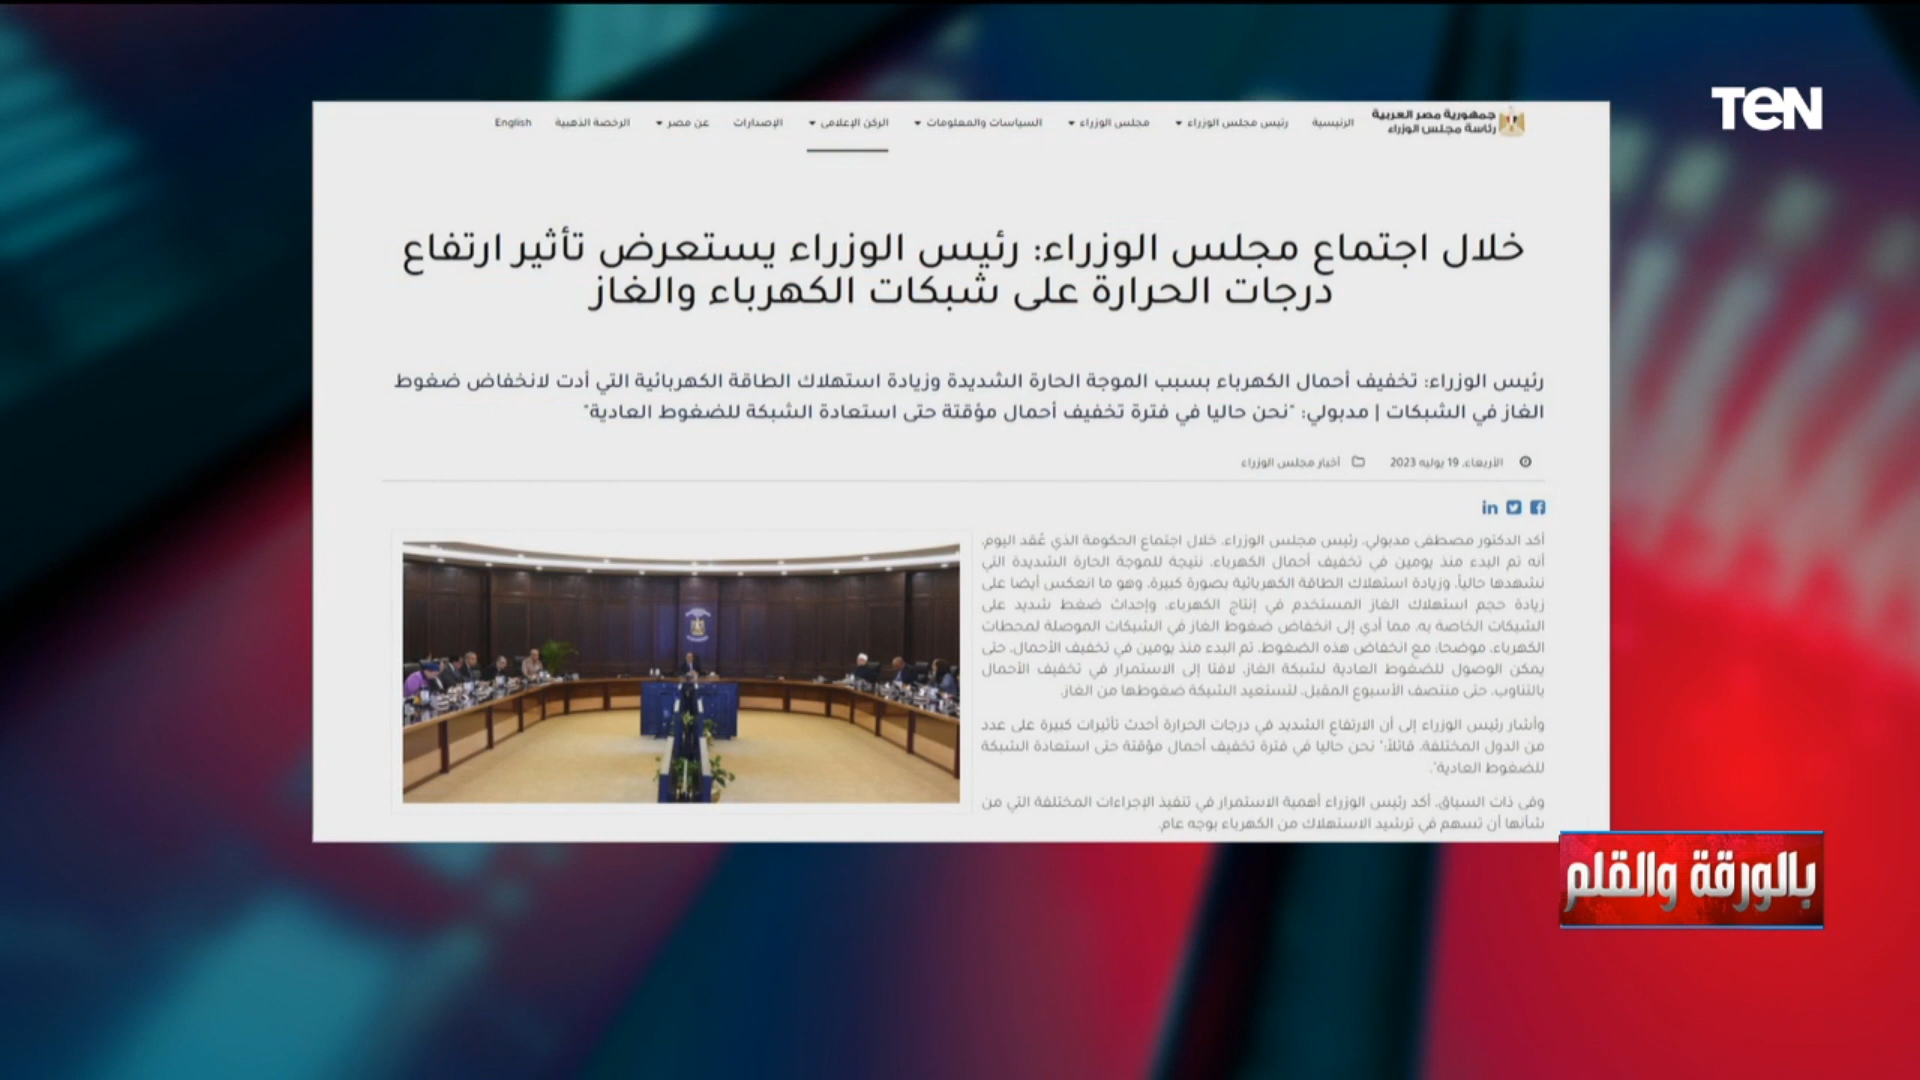 TEN
جمهورية مصر العربية
رئاسة مجلس الوزراء
الرئيسية رئيس مجلس الوزراء مجلس الوزراء السياسات والمعلومات الركن الإعلامى الإصدارات عن مصر الرخصة الذهبية English
خلال اجتماع مجلس الوزراء: رئيس الوزراء يستعرض تأثير ارتفاع
درجات الحرارة على شبكات الكهرباء والغاز
رئيس الوزراء: تخفيف أحمال الكهرباء بسبب الموجة الحارة الشديدة وزيادة استهلاك الطاقة الكهربائية التي أدت لانخفاض ضغوط
الغاز في الشبكات | مدبولي: "نحن حاليا في فترة تخفيف أحمال مؤقتة حتى استعادة الشبكة للضغوط العادية"
الأربعاء، 19 يوليه 2023 أخبار مجلس الوزراء
أكد الدكتور مصطفى مدبولي، رئيس مجلس الوزراء، خلال اجتماع الحكومة الذي عُقد اليوم،
أنه تم البدء منذ يومين في تخفيف أحمال الكهرباء، نتيجة للموجة الحارة الشديدة التي
نشهدها حالياً، وزيادة استهلاك الطاقة الكهربائية بصورة كبيرة، وهو ما انعكس أيضا على
زيادة حجم استهلاك الغاز المستخدم في إنتاج الكهرباء، وإحداث ضغط شديد على
الشبكات الخاصة به، مما أدي إلى انخفاض ضغوط الغاز في الشبكات الموصلة لمحطات
الكهرباء، موضحا: مع انخفاض هذه الضغوط، تم البدء منذ يومين في تخفيف الأحمال، حتى
يمكن الوصول للضغوط العادية لشبكة الغاز، لافتا إلى الاستمرار في تخفيف الأحمال
بالتناوب، حتى منتصف الأسبوع المقبل، لتستعيد الشبكة ضغوطها من الغاز.
وأشار رئيس الوزراء إلى أن الارتفاع الشديد في درجات الحرارة أحدث تأثيرات كبيرة على عدد
من الدول المختلفة، قائلاً:" نحن حاليا في فترة تخفيف أحمال مؤقتة حتى استعادة الشبكة
للضغوط العادية".
وفى ذات السياق، أكد رئيس الوزراء أهمية الاستمرار في تنفيذ الإجراءات المختلفة التي من
شأنها أن تسهم في ترشيد الاستهلاك من الكهرباء بوجه عام.
بالورقة والقلم